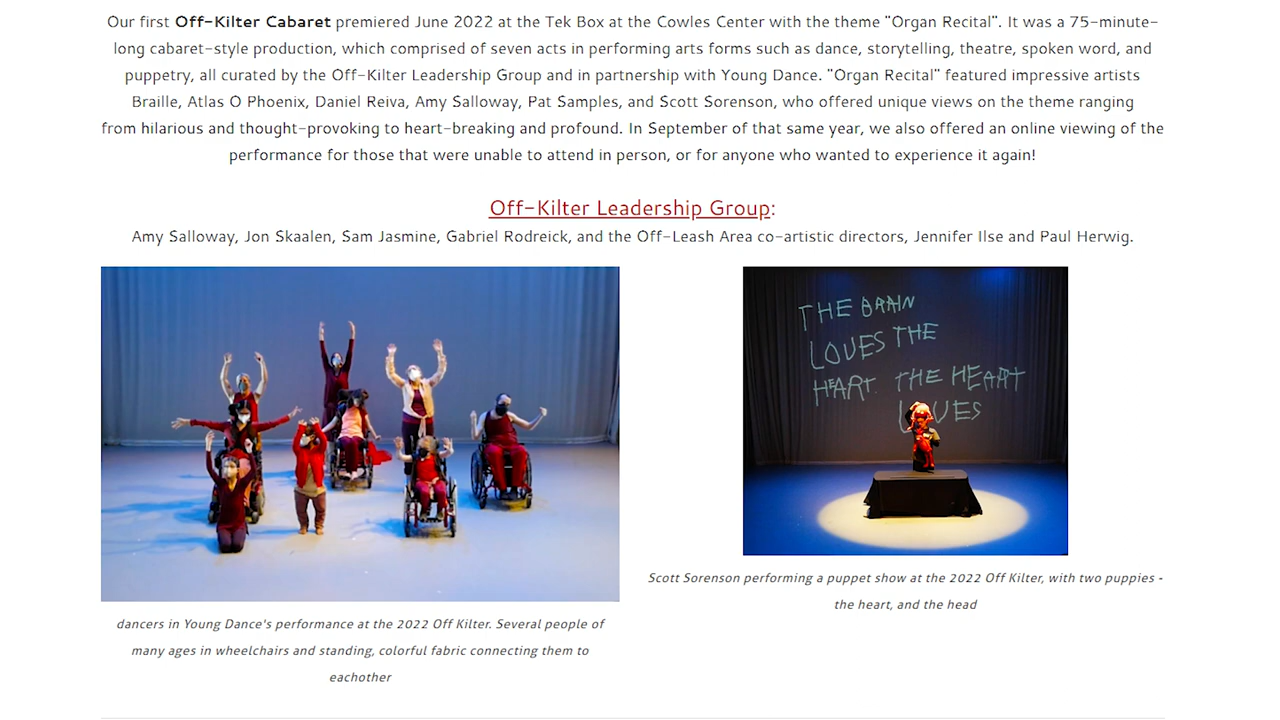 Our first Off-Kilter Cabaret premiered June 2022 at the Tek Box at the Cowles Center with the theme "Organ Recital". It was a 75-minute-
long cabaret-style production, which comprised of seven acts in performing arts forms such as dance, storytelling, theatre, spoken word, and
puppetry, all curated by the Off-Kilter Leadership Group and in partnership with Young Dance. "Organ Recital" featured impressive artists
Braille, Atlas O Phoenix, Daniel Reiva, Amy Salloway, Pat Samples, and Scott Sorenson, who offered unique views on the theme ranging
from hilarious and thought-provoking to heart-breaking and profound. In September of that same year, we also offered an online viewing of the
performance for those that were unable to attend in person, or for anyone who wanted to experience it again!
Off-Kilter Leadership Group:
Amy Salloway, Jon Skaalen, Sam Jasmine, Gabriel Rodreick, and the Off-Leash Area co-artistic directors, Jennifer Ilse and Paul Herwig.
THE BRAIN
LOVES THE
HEART THE HEART
LOVES
dancers in Young Dance's performance at the 2022 Off Kilter. Several people of
many ages in wheelchairs and standing, colorful fabric connecting them to
eachother
Scott Sorenson performing a puppet show at the 2022 Off Kilter, with two puppies -
the heart, and the head